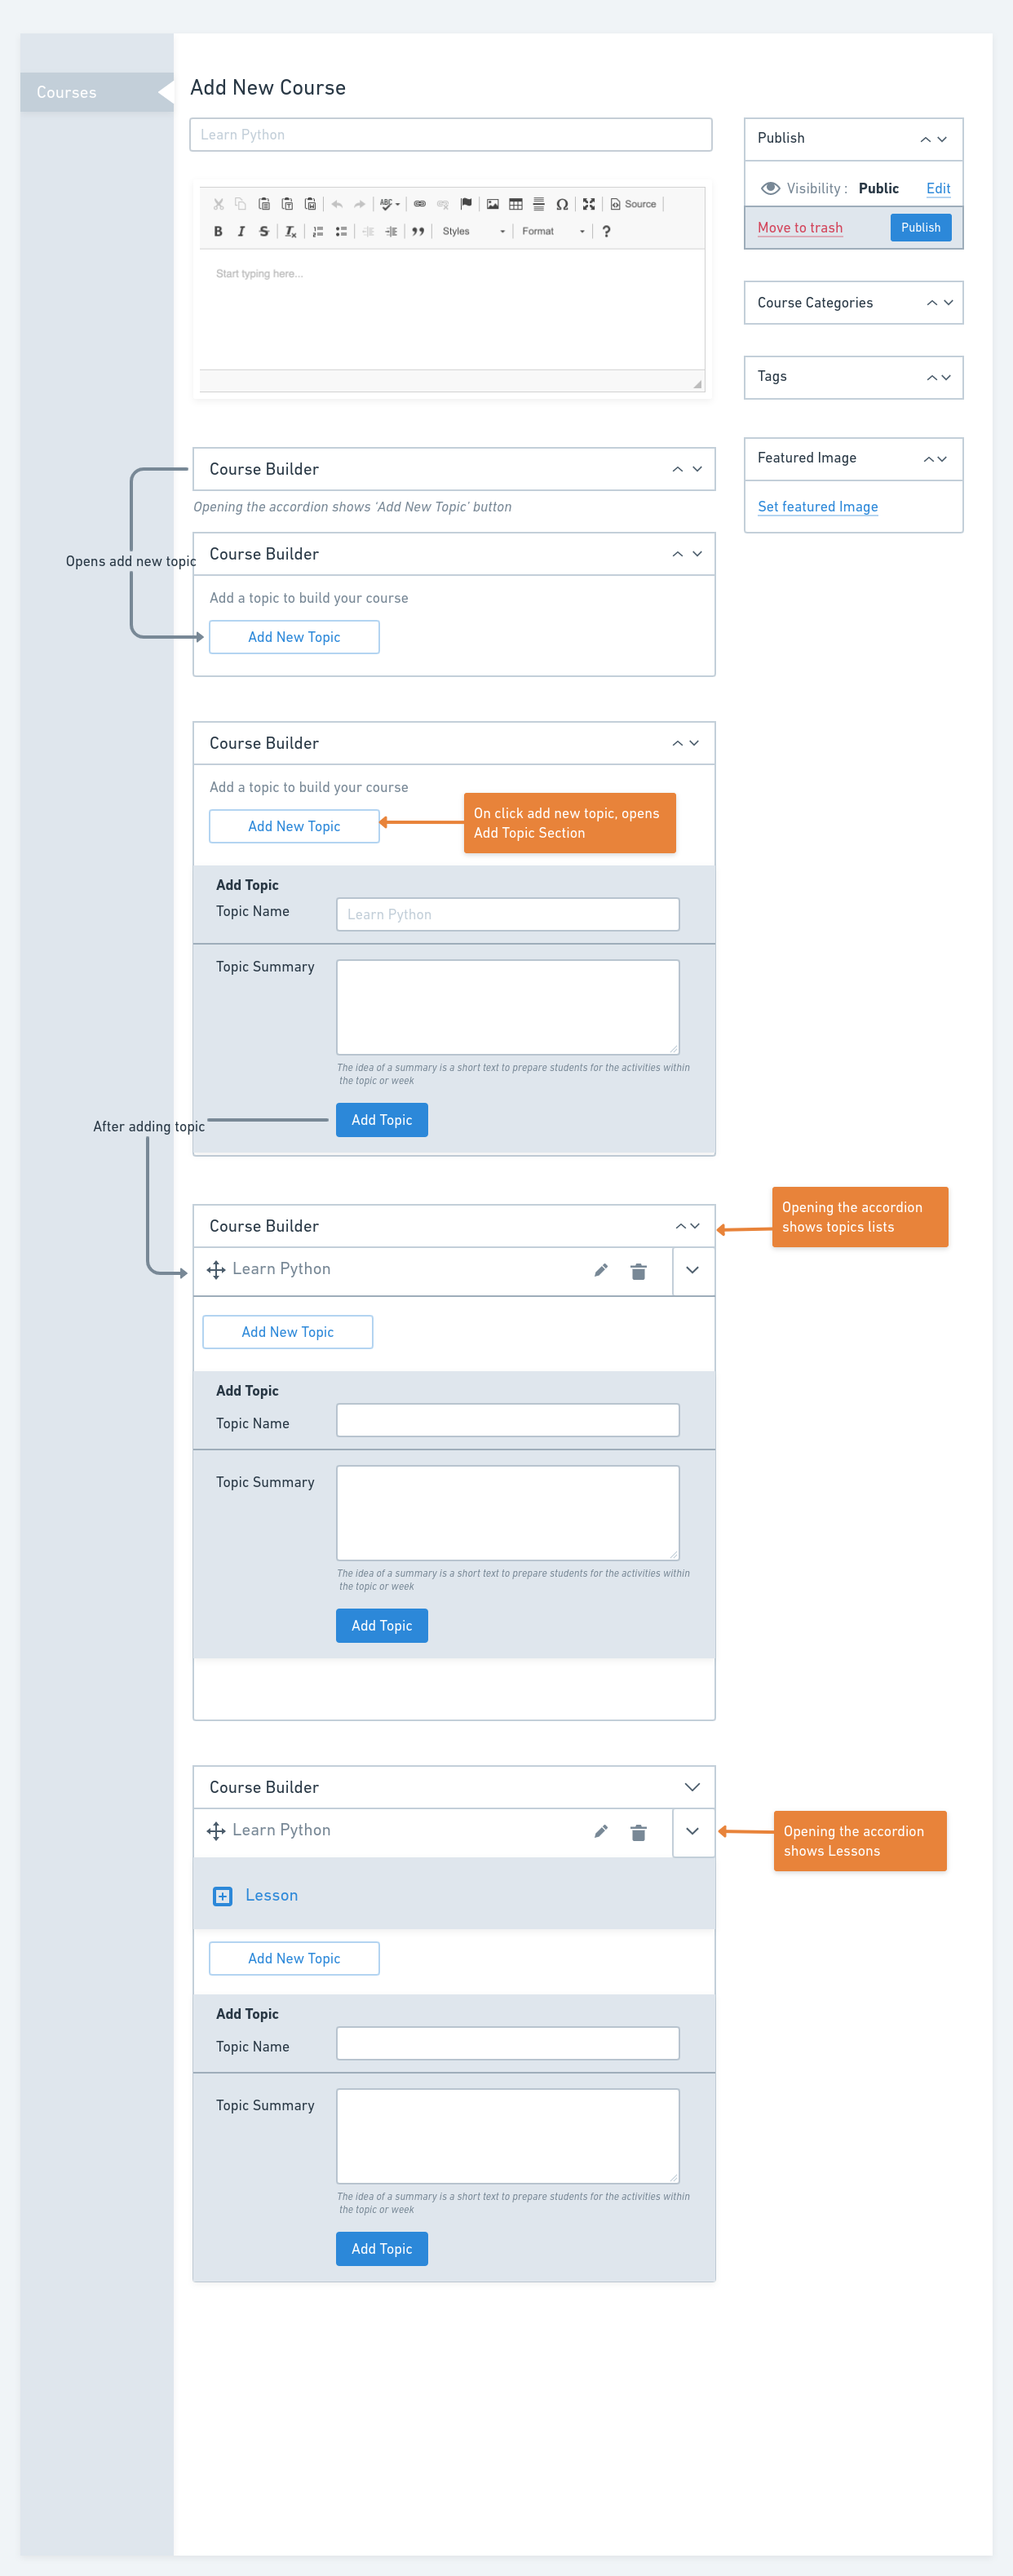 Courses
Add New Course
Learn Python
Source
Styles
Format
Start typing here...
Publish
Visibility : Public Edit
Move to trash
Publish
Course Categories
Tags
Featured Image
Set featured Image
Course Builder
Opening the accordion shows 'Add New Topic' button
Opens add new topic
Course Builder
Add a topic to build your course
Add New Topic
Course Builder
Add a topic to build your course
Add New Topic
On click add new topic, opens
Add Topic Section
Add Topic
Topic Name
Learn Python
Topic Summary
The idea of a summary is a short text to prepare students for the activities within
the topic or week
Add Topic
After adding topic
Opening the accordion
shows topics lists
Course Builder
Learn Python
Add New Topic
Add Topic
Topic Name
Topic Summary
The idea of a summary is a short text to prepare students for the activities within
the topic or week
Add Topic
Course Builder
Learn Python
Opening the accordion
shows Lessons
Lesson
Add New Topic
Add Topic
Topic Name
Topic Summary
The idea of a summary is a short text to prepare students for the activities within
the topic or week
Add Topic